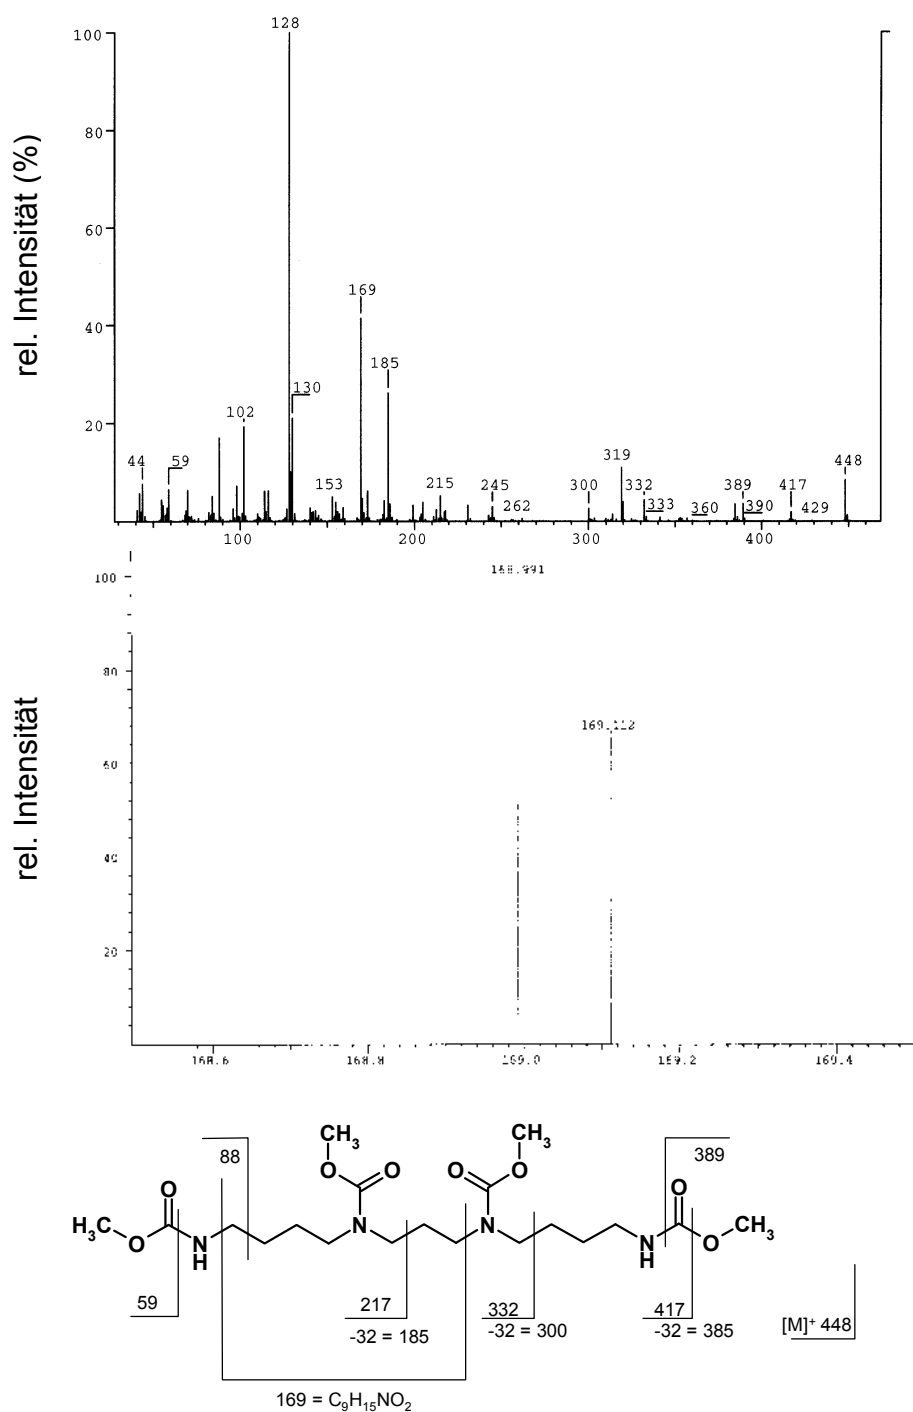 128
100
rel. Intensität (%)
80
60
169
40
185
130
102
20
44
59
319
448
153
215
245
300
332
389
417
262
333
360
390
429
100
200
300
400
168.991
100
rel. Intensität
80
60
40
20
168.6
168.8
169.0
169.2
169.4
CH3
CH3
88
389
O
O
O
O
O
O
H3C
O
N
H
N
N
N
H
O
CH3
59
217
-32 = 185
332
-32 = 300
417
-32 = 385
[M]+ 448
169 = C9H15NO2